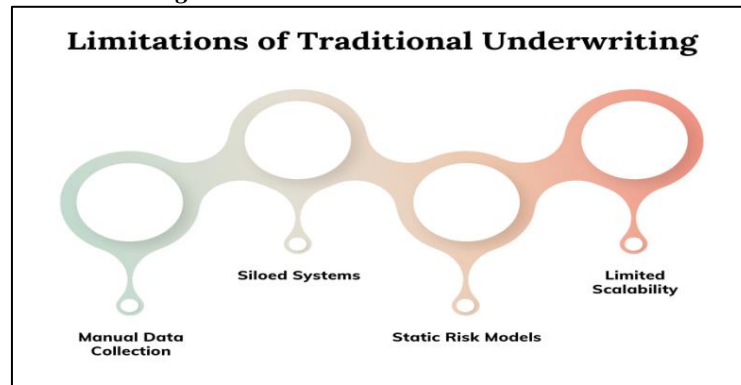 Limitations of Traditional Underwriting
Siloed Systems
Limited
Scalability
Manual Data
Collection
Static Risk Models